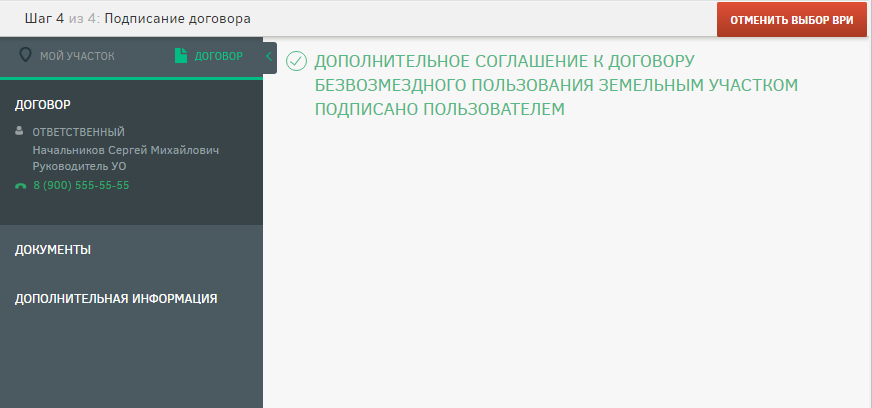 Шаг 4 из 4: Подписание договора
ОТМЕНИТЬ ВЫБОР ВРИ
МОЙ УЧАСТОК
ДОГОВОР
ДОГОВОР
ОТВЕТСТВЕННЫЙ
Начальников Сергей Михайлович
Руководитель УО
8 (900) 555-55-55
ДОКУМЕНТЫ
ДОПОЛНИТЕЛЬНАЯ ИНФОРМАЦИЯ
ДОПОЛНИТЕЛЬНОЕ СОГЛАШЕНИЕ К ДОГОВОРУ
БЕЗВОЗМЕЗДНОГО ПОЛЬЗОВАНИЯ ЗЕМЕЛЬНЫМ УЧАСТКОМ
ПОДПИСАНО ПОЛЬЗОВАТЕЛЕМ